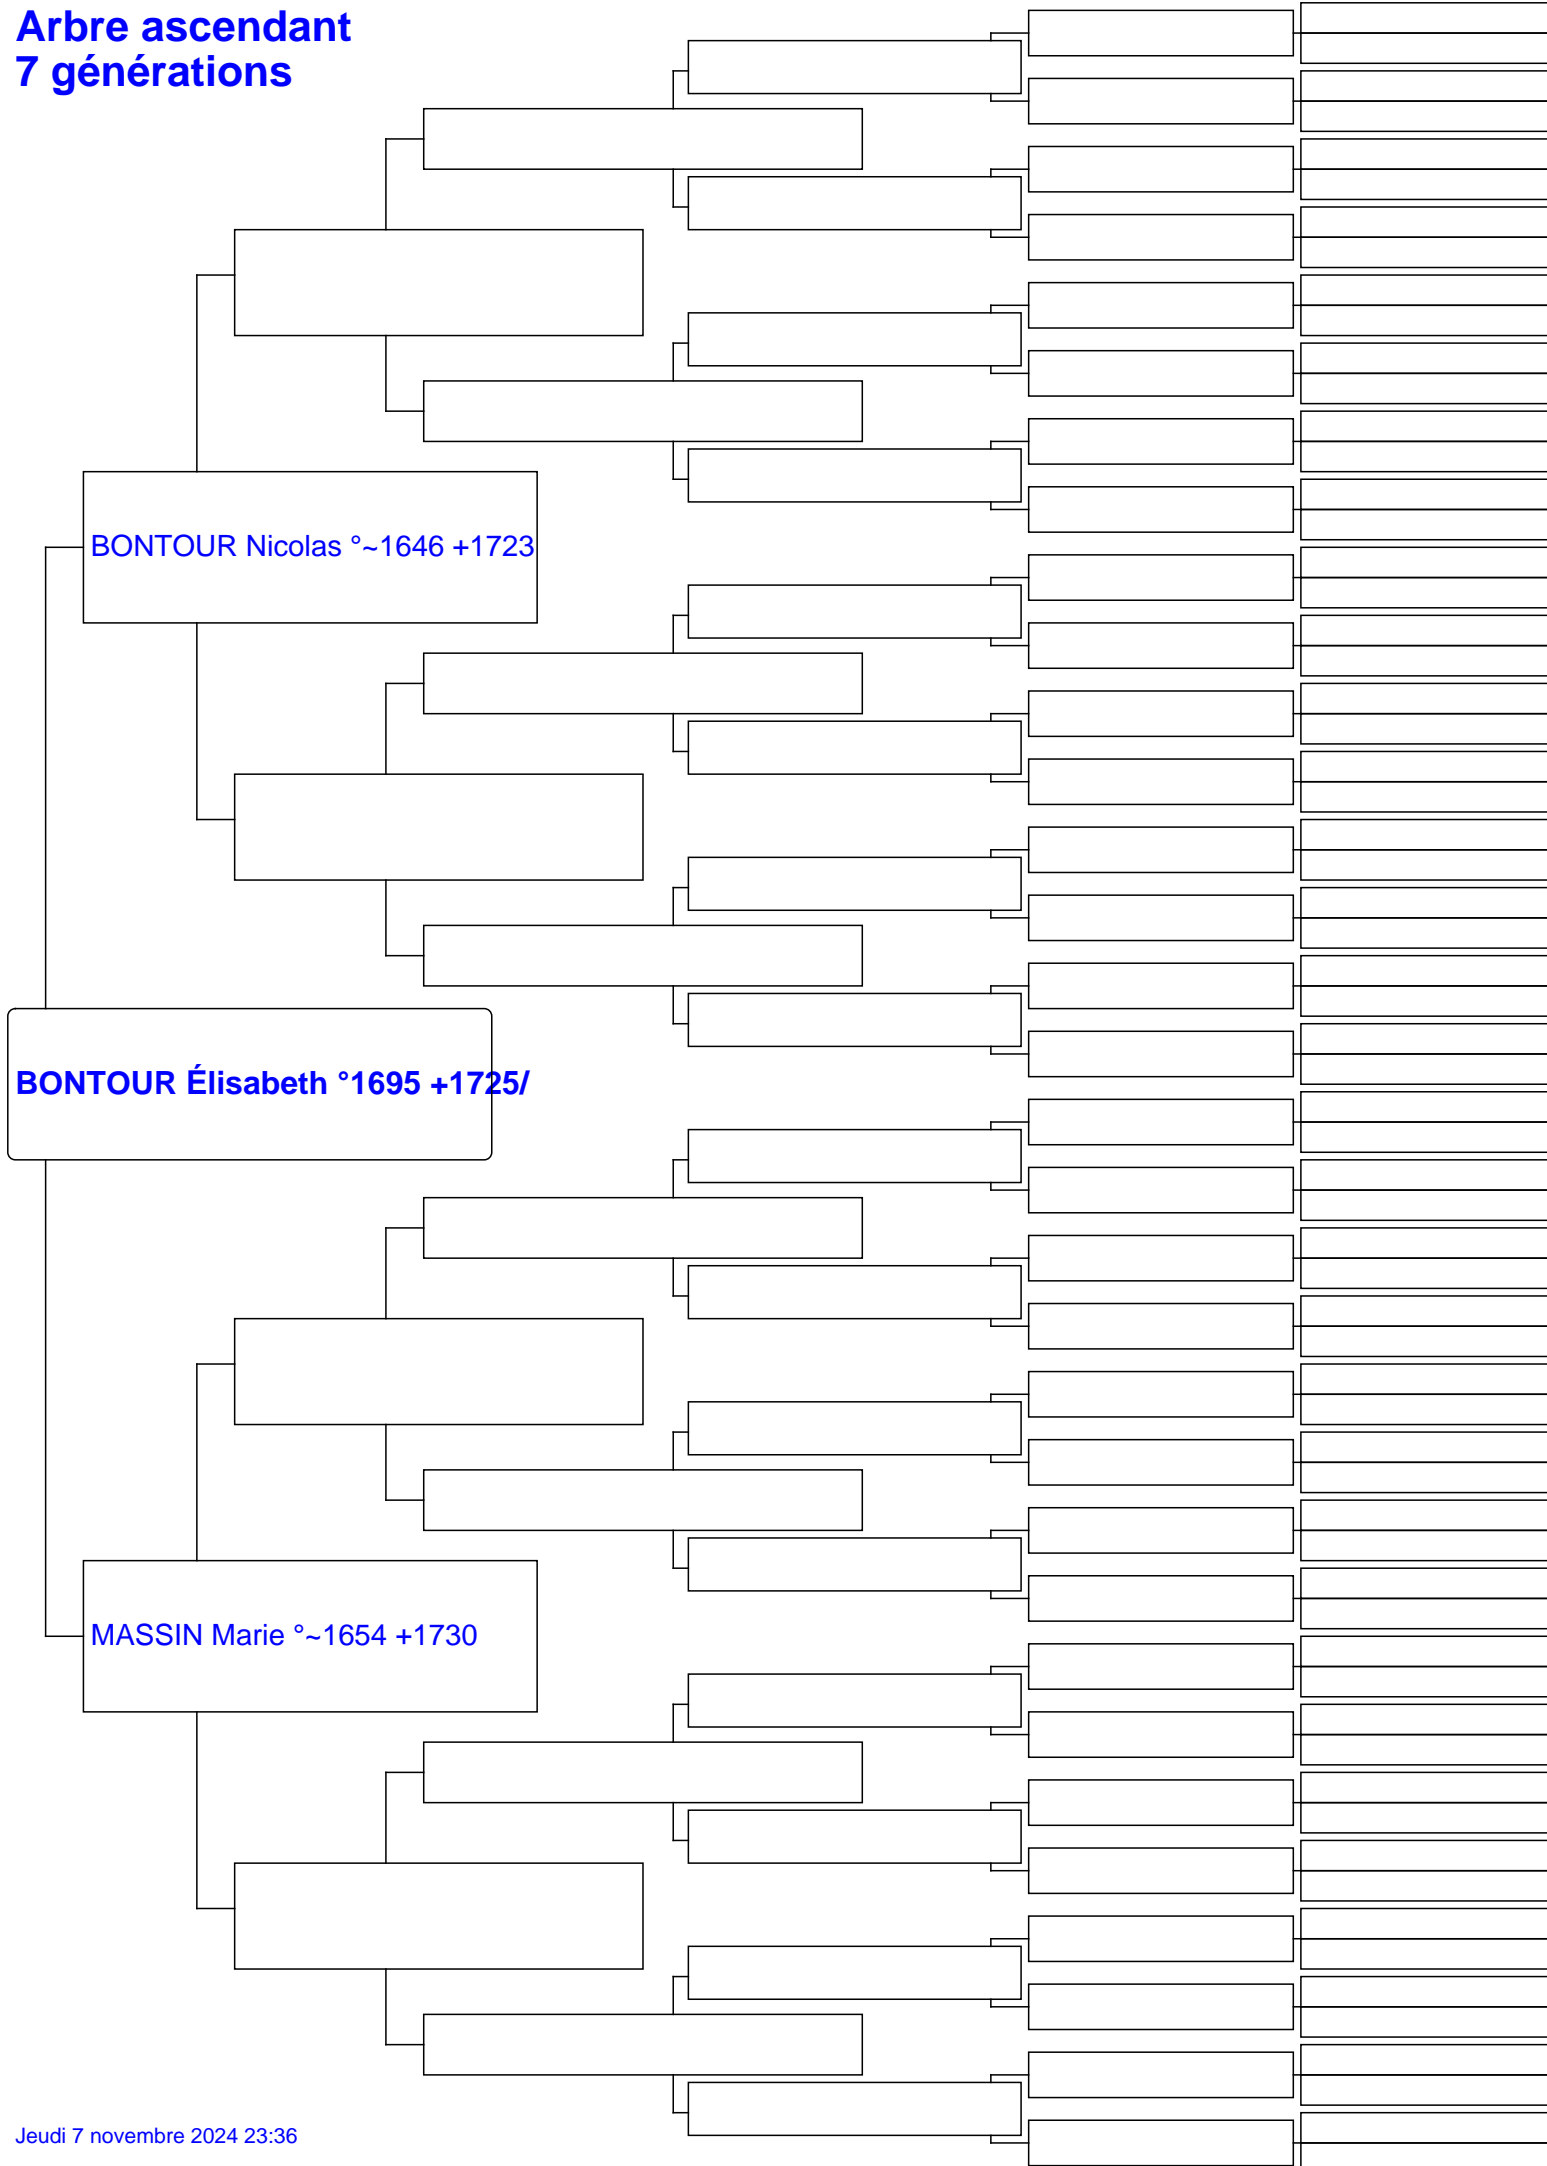 Arbre ascendant
7 générations
BONTOUR Nicolas °~1646 +1723
BONTOUR Élisabeth °1695 +1725/
MASSIN Marie °~1654 +1730
Jeudi 7 novembre 2024 23:36